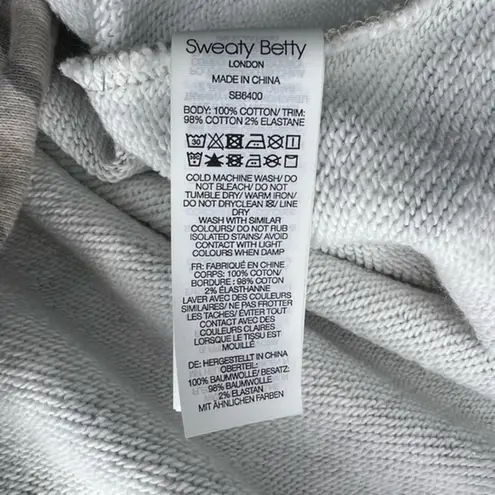 Sweaty Betty
LONDON
MADE IN CHINA
SB6400
BODY: 100% COTTON/ TRIM:
98% COTTON 2% ELASTANE
30
COLD MACHINE WASH/ DO
NOT BLEACH/ DO NOT
TUMBLE DRY/ WARM IRON/
DO NOT DRYCLEAN / LINE
DRY
WASH WITH SIMILAR
COLOURS/ DO NOT RUB
ISOLATED STAINS/ AVOID
CONTACT WITH LIGHT
COLOURS WHEN DAMP
FR: FABRIQUÉ EN CHINE
CORPS: 100% COTON/
BORDURE : 98% COTON
2% ÉLASTHANNE
LAVER AVEC DES COULEURS
SIMILAIRES/ NE PAS FROTTER
LES TACHES/ ÉVITER TOUT
CONTACT AVEC DES
COULEURS CLAIRES
LORSQUE LE TISSU EST
MOUILLÉ
DE: HERGESTELLT IN CHINA
OBERTEIL:
100% BAUMWOLLE/ BESATZ:
98% BAUMWOLLE
2% ELASTAN
MIT ÄHNLICHEN FARBEN